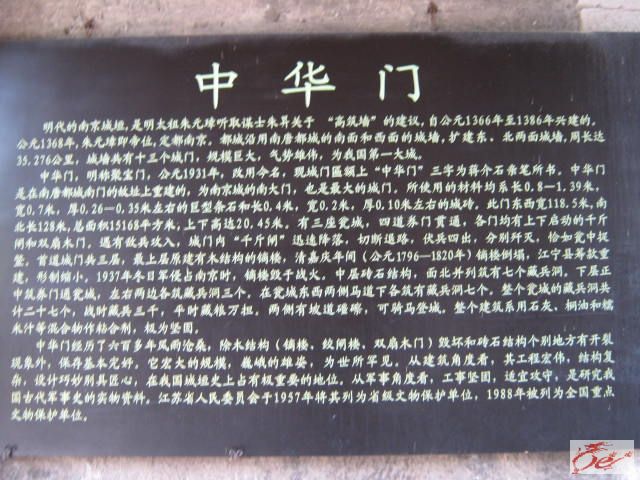 中华门
明代的南京城垣，是明太祖朱元璋听取谋士朱昇关于“高筑墙”的建议，自公元1366年至1386年兴建的。
公元1368年，朱元璋即帝位，定都南京。都城沿用南唐都城的南面和西面的城墙，扩建东、北两面城墙，周长达
35.276公里，城墙共有十三个城门，规模巨大，气势雄伟，为我国第一大城。
中华门，明称聚宝门，公元1931年，改用今名，现城门匾额上“中华门”三字为蒋介石亲笔所书。中华门
是在南唐都城南门的故址上重建的，为南京城的南大门，也是最大的城门，所使用的材料均系长0.8—1.39米，
宽0.7米，厚0.26—0.35米左右的巨型条石和长0.4米，宽0.2米，厚0.10米左右的城砖。此门东西宽118.5米，南
北长128米，总面积15168平方米，上下高达20.45米。有三座瓮城，四道券门贯通，各门均有上下启动的千斤
闸和双扇木门。遇有敌兵攻入，城门内“千斤闸”迅速降落，切断退路，伏兵四出，分别歼灭，恰如瓮中捉
鳖。首道城门共三层，最上层原建有木结构的镝楼，清嘉庆年间（公元1796—1820年）镝楼倒塌，江宁县筹款重
建，形制缩小。1937年冬日军侵占南京时，镝楼毁于战火。中层砖石结构，面北并列筑有七个藏兵洞。下层正
中筑券门通瓮城，左右两边各筑藏兵洞三个。在瓮城东西两侧马道下各筑有藏兵洞七个。整个瓮城的藏兵洞共
计二十七个，战时藏兵三千，平时藏粮万担。两侧有坡道礓礤，可骑马登城。整个建筑系用石灰、桐油和糯
米汁等混合物作粘合剂，极为坚固。
中华门经历了六百多年风雨沧桑，除木结构（镝楼、绞闸楼、双扇木门）毁坏和砖石结构个别地方有开裂
现象外，保存基本完好。它宏大的规模，巍峨的雄姿，为世所罕见。从建筑角度看，其工程宏伟，结构复
杂，设计巧妙别具匠心，在我国城垣史上占有极重要的地位。从军事角度看，工事坚固，适宜攻守，是研究我
国古代军事史的实物资料。江苏省人民委员会于1957年将其列为省级文物保护单位，1988年被列为全国重点
文物保护单位。